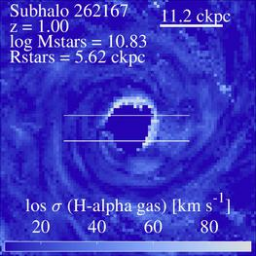 Subhalo 262167
11.2 ckpc
z = 1.00
log Mstars = 10.83
Rstars = 5.62 ckpc
los σ (H-alpha gas) [km s⁻¹]
20 40 60 80